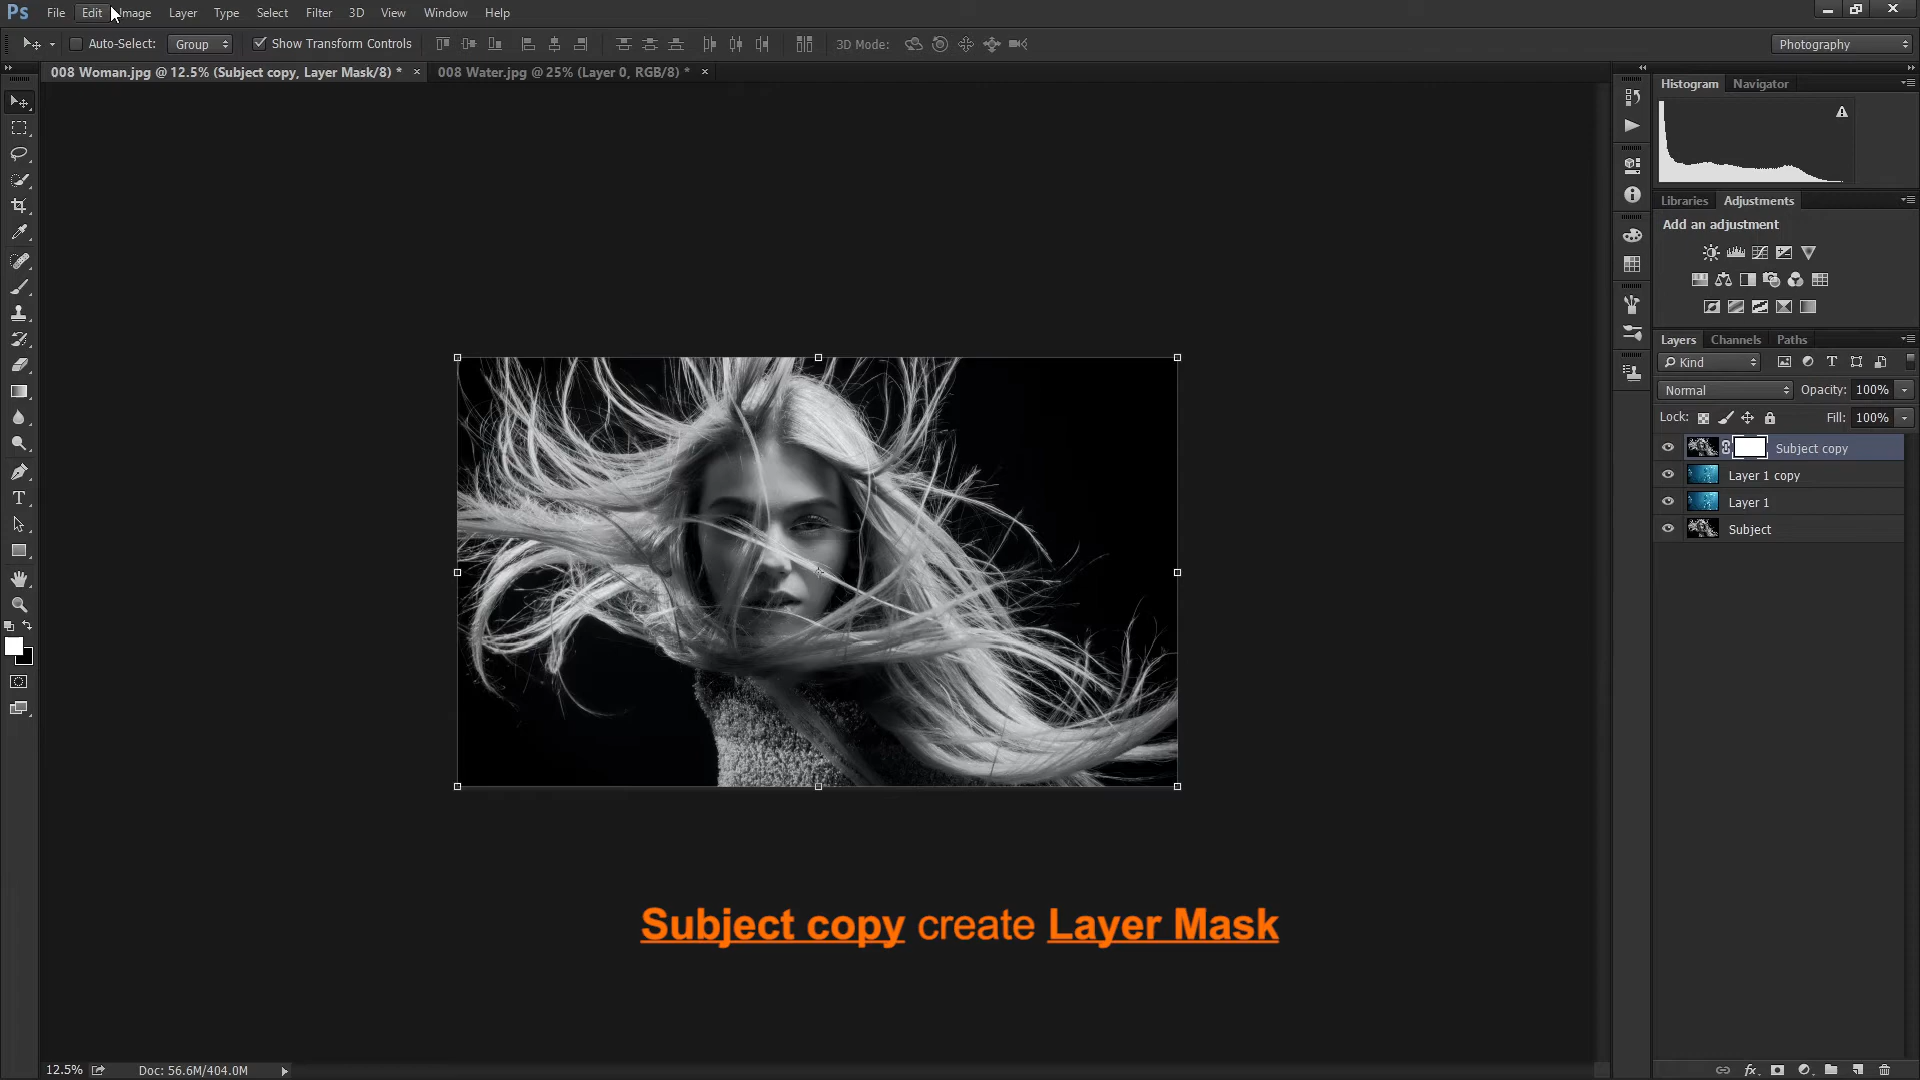 Ps File Edit Image Layer Type Select Filter 3D View Window Help
Auto-Select: Group Show Transform Controls 3D Mode: Photography
008 Woman.jpg @ 12.5% (Subject copy, Layer Mask/8) * × 008 Water.jpg @ 25% (Layer 0, RGB/8) * ×
Histogram Navigator
Libraries Adjustments
Add an adjustment
Layers Channels Paths
Kind
Normal Opacity: 100%
Lock: Fill: 100%
Subject copy
Layer 1 copy
Layer 1
Subject
Subject copy create Layer Mask
12.5% Doc: 56.6M/404.0M